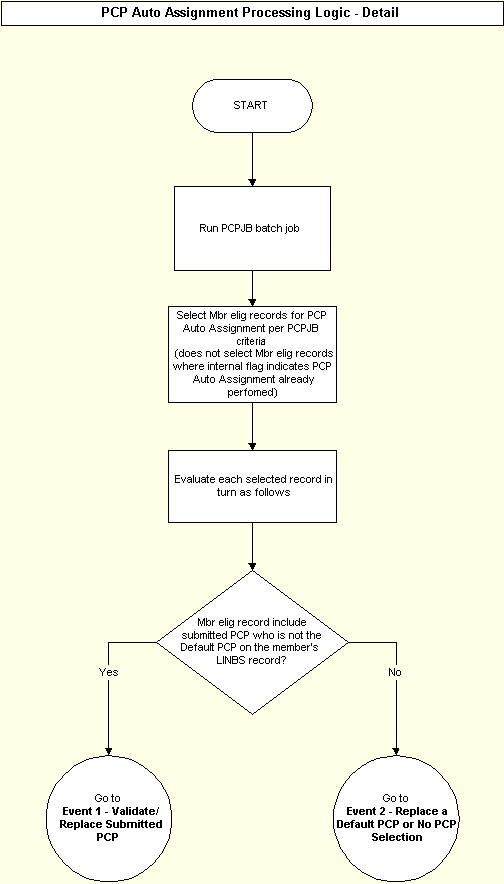 PCP Auto Assignment Processing Logic - Detail
START
Run PCPJB batch job
Select Mbr elig records for PCP
Auto Assignment per PCPJB
criteria
(does not select Mbr elig records
where internal flag indicates PCP
Auto Assignment already
perfomed)
Evaluate each selected record in
turn as follows
Mbr elig record include
submitted PCP who is not the
Default PCP on the member's
LINBS record?
Yes
No
Go to
Event 1 - Validate/
Replace Submitted
PCP
Go to
Event 2 - Replace a
Default PCP or No PCP
Selection